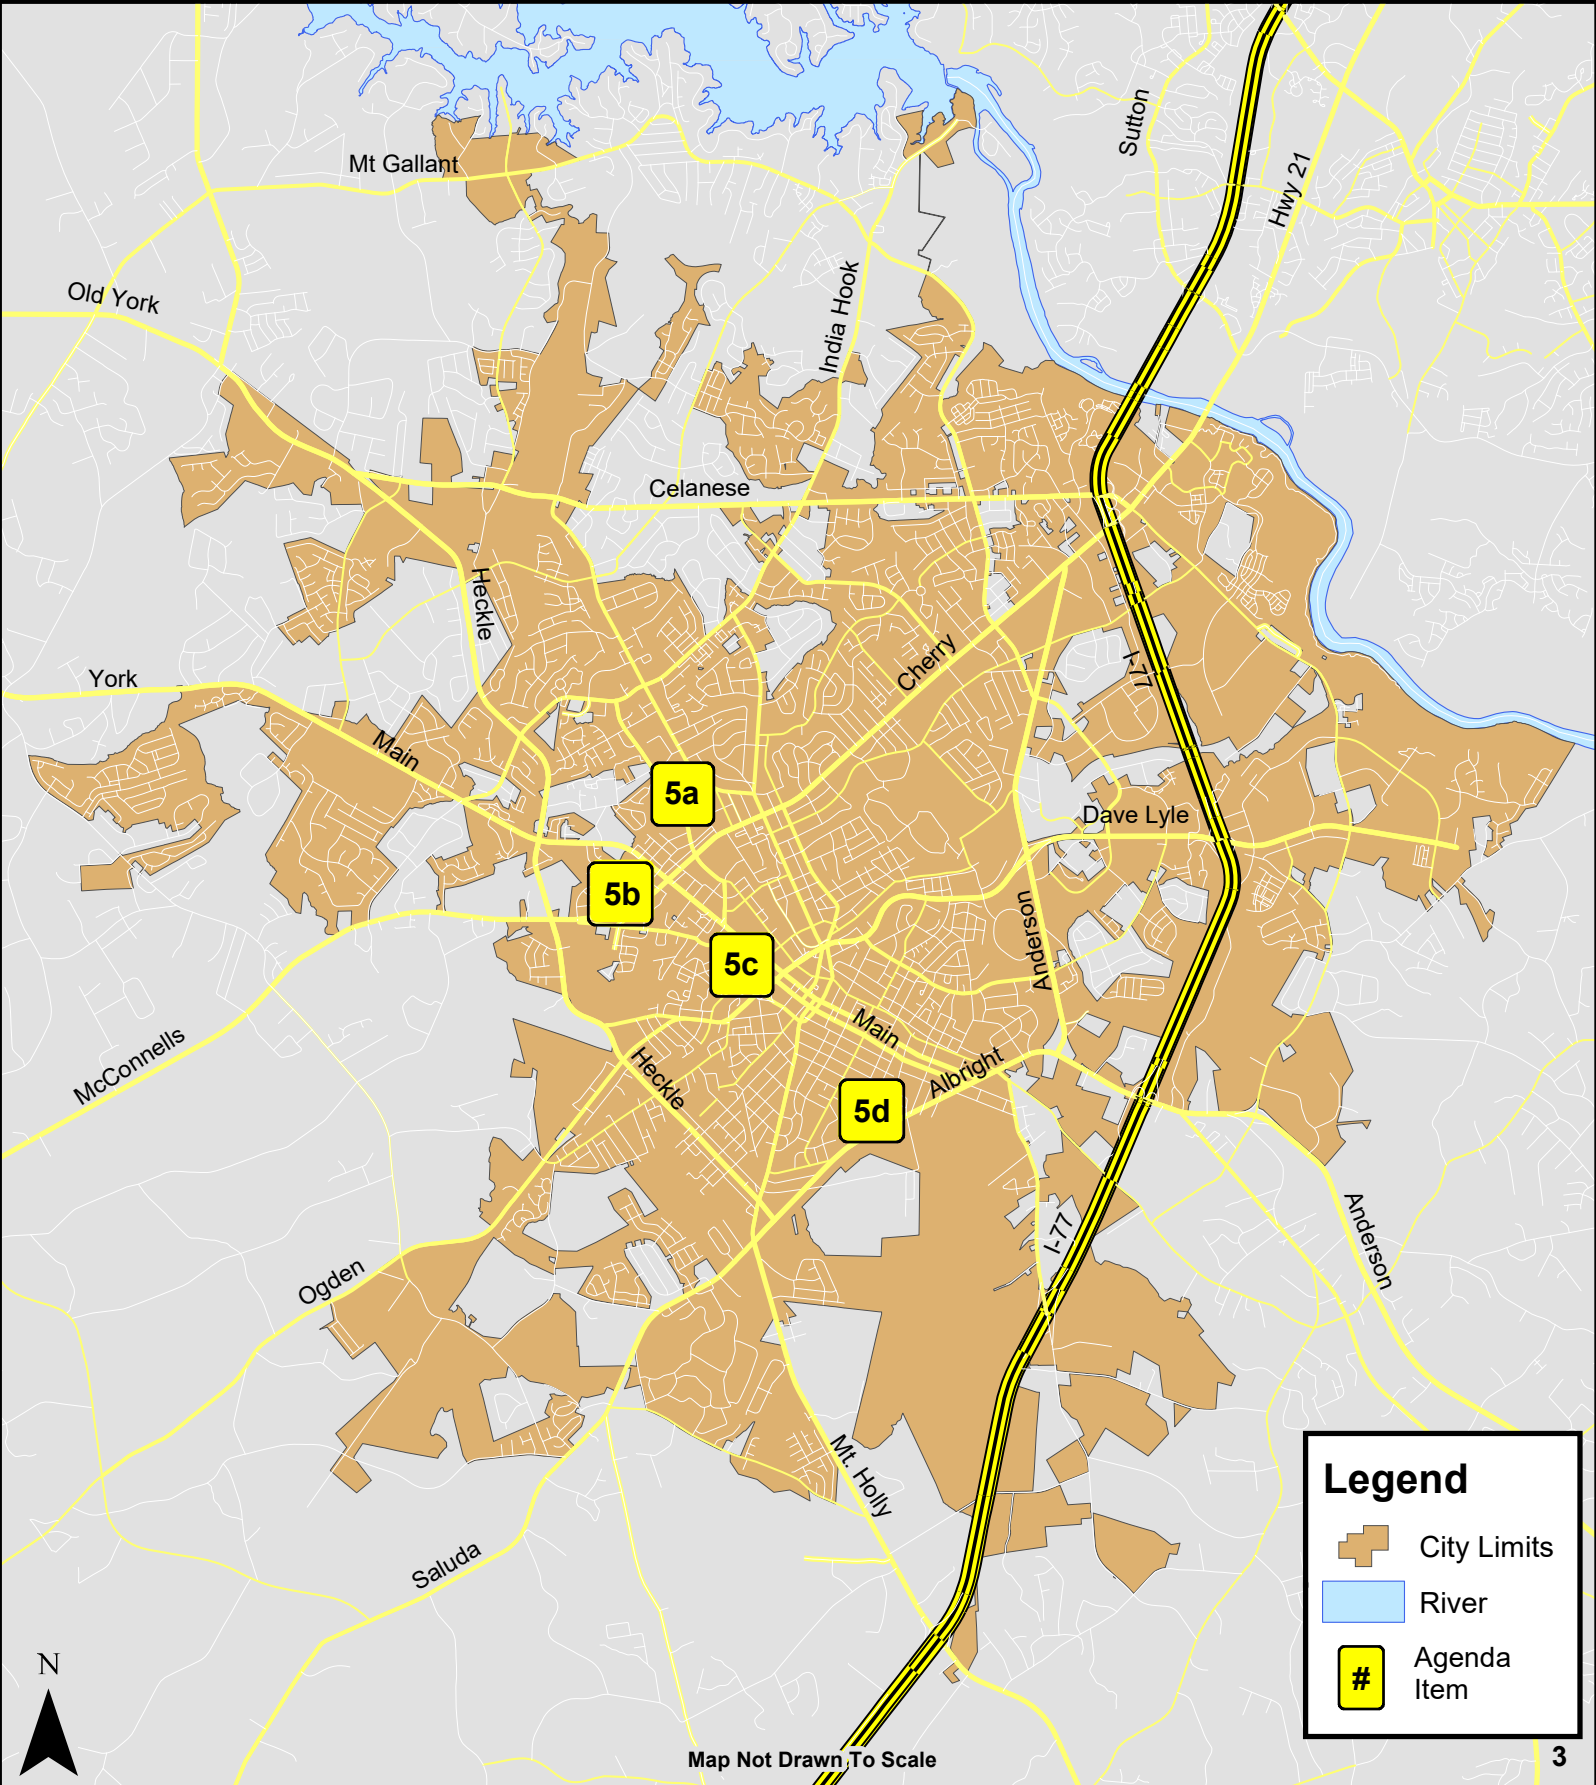 Sutton
Mt Gallant
Hwy 21
Old York
India Hook
Celanese
Heckle
Cherry
I-77
York
Main
5a
Dave Lyle
5b
Anderson
5c
Main
McConnells
Heckle
Albright
5d
I-77
Anderson
Ogden
Mt. Holly
Saluda
Legend
City Limits
River
#
Agenda
Item
N
Map Not Drawn To Scale
3